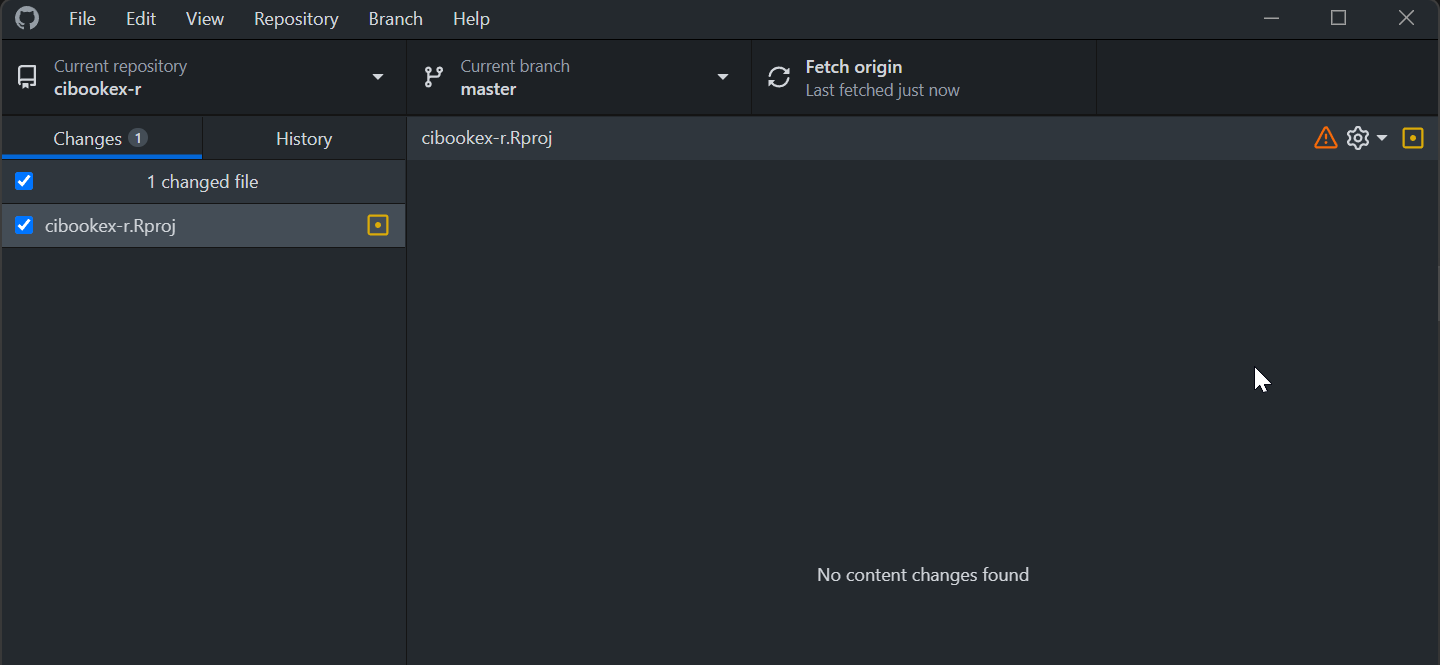 File Edit View Repository Branch Help
Current repository
cibookex-r
Current branch
master
Fetch origin
Last fetched just now
Changes 1
History
cibookex-r.Rproj
1 changed file
cibookex-r.Rproj
No content changes found